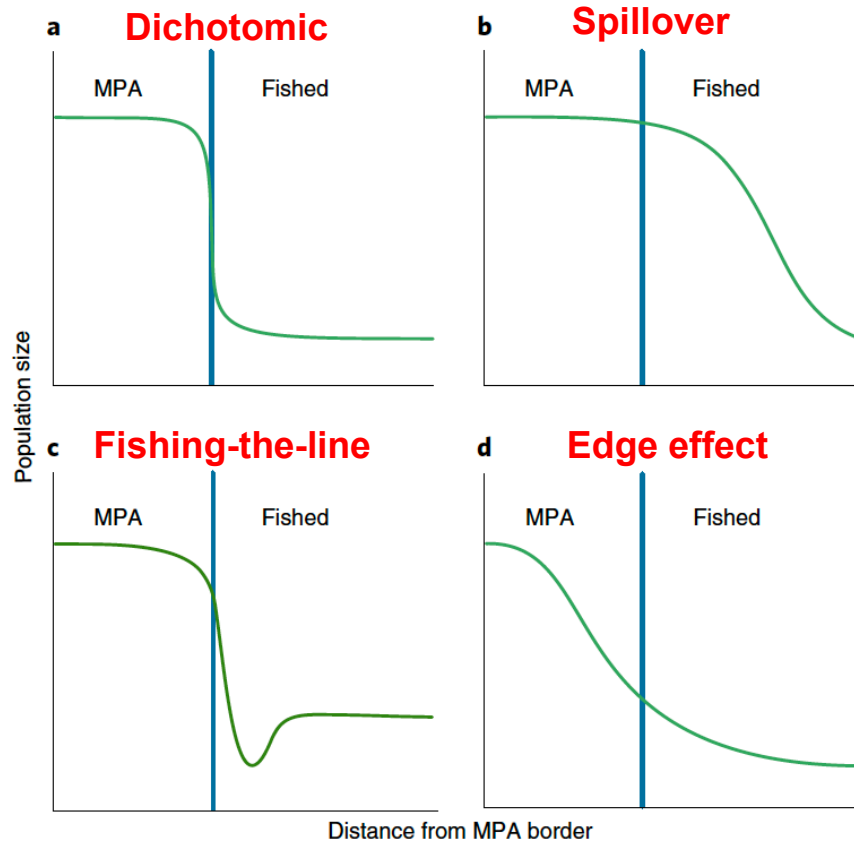 a Dichotomic
MPA Fished
b Spillover
MPA Fished
c Fishing-the-line
MPA Fished
d Edge effect
MPA Fished
Population size
Distance from MPA border